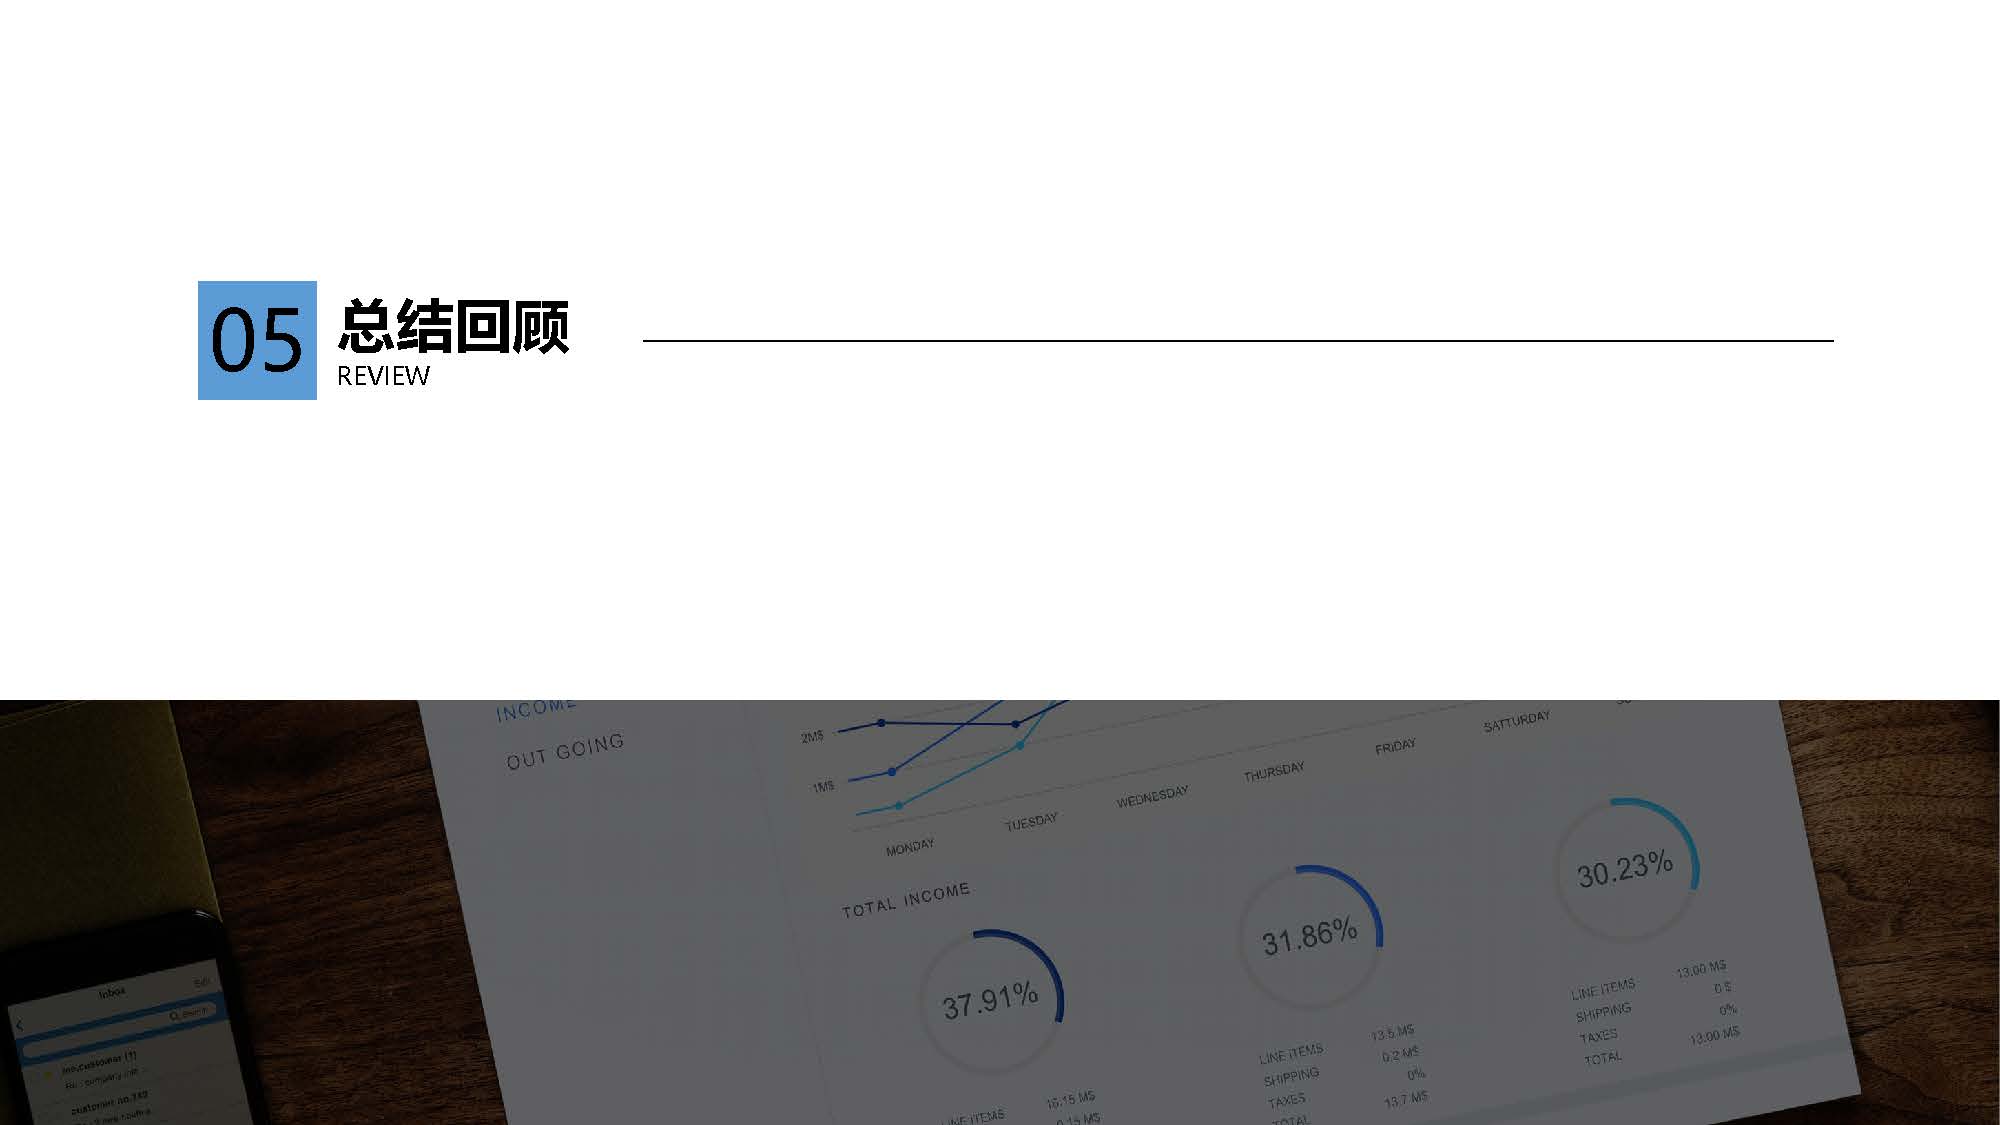 05
总结回顾
REVIEW
INCOME
OUT GOING
2M$
1M$
MONDAY
TUESDAY
WEDNESDAY
THURSDAY
FRIDAY
SATTURDAY
TOTAL INCOME
37.91%
LINE ITEMS 16.15 M$
0.15 M$
31.86%
LINE ITEMS 13.5 M$
SHIPPING 0.2 M$
TAXES 0%
TOTAL 13.7 M$
30.23%
LINE ITEMS 13.00 M$
SHIPPING 0 $
TAXES 0%
TOTAL 13.00 M$
Inbox
Edit
Search